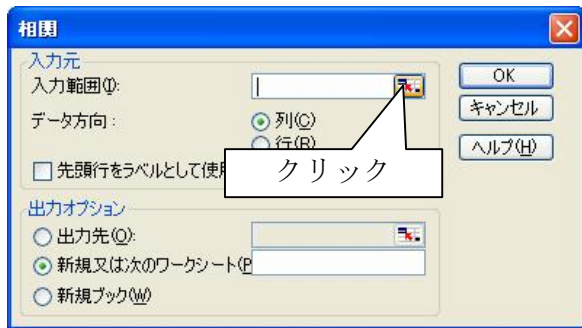 相関
入力元
入力範囲(I):
OK
キャンセル
データ方向:
列(C)
行(R)
ヘルプ(H)
先頭行をラベルとして使用
クリック
出力オプション
出力先(O):
新規又は次のワークシート(P
新規ブック(W)